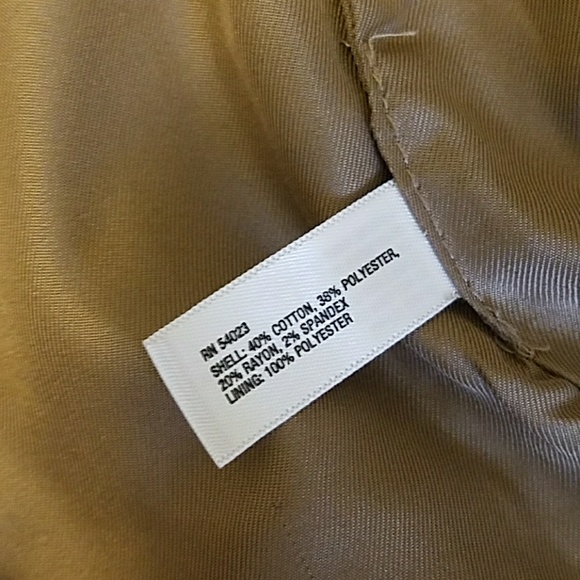 RN 54023
SHELL: 40% COTTON, 38% POLYESTER,
20% RAYON, 2% SPANDEX
LINING: 100% POLYESTER